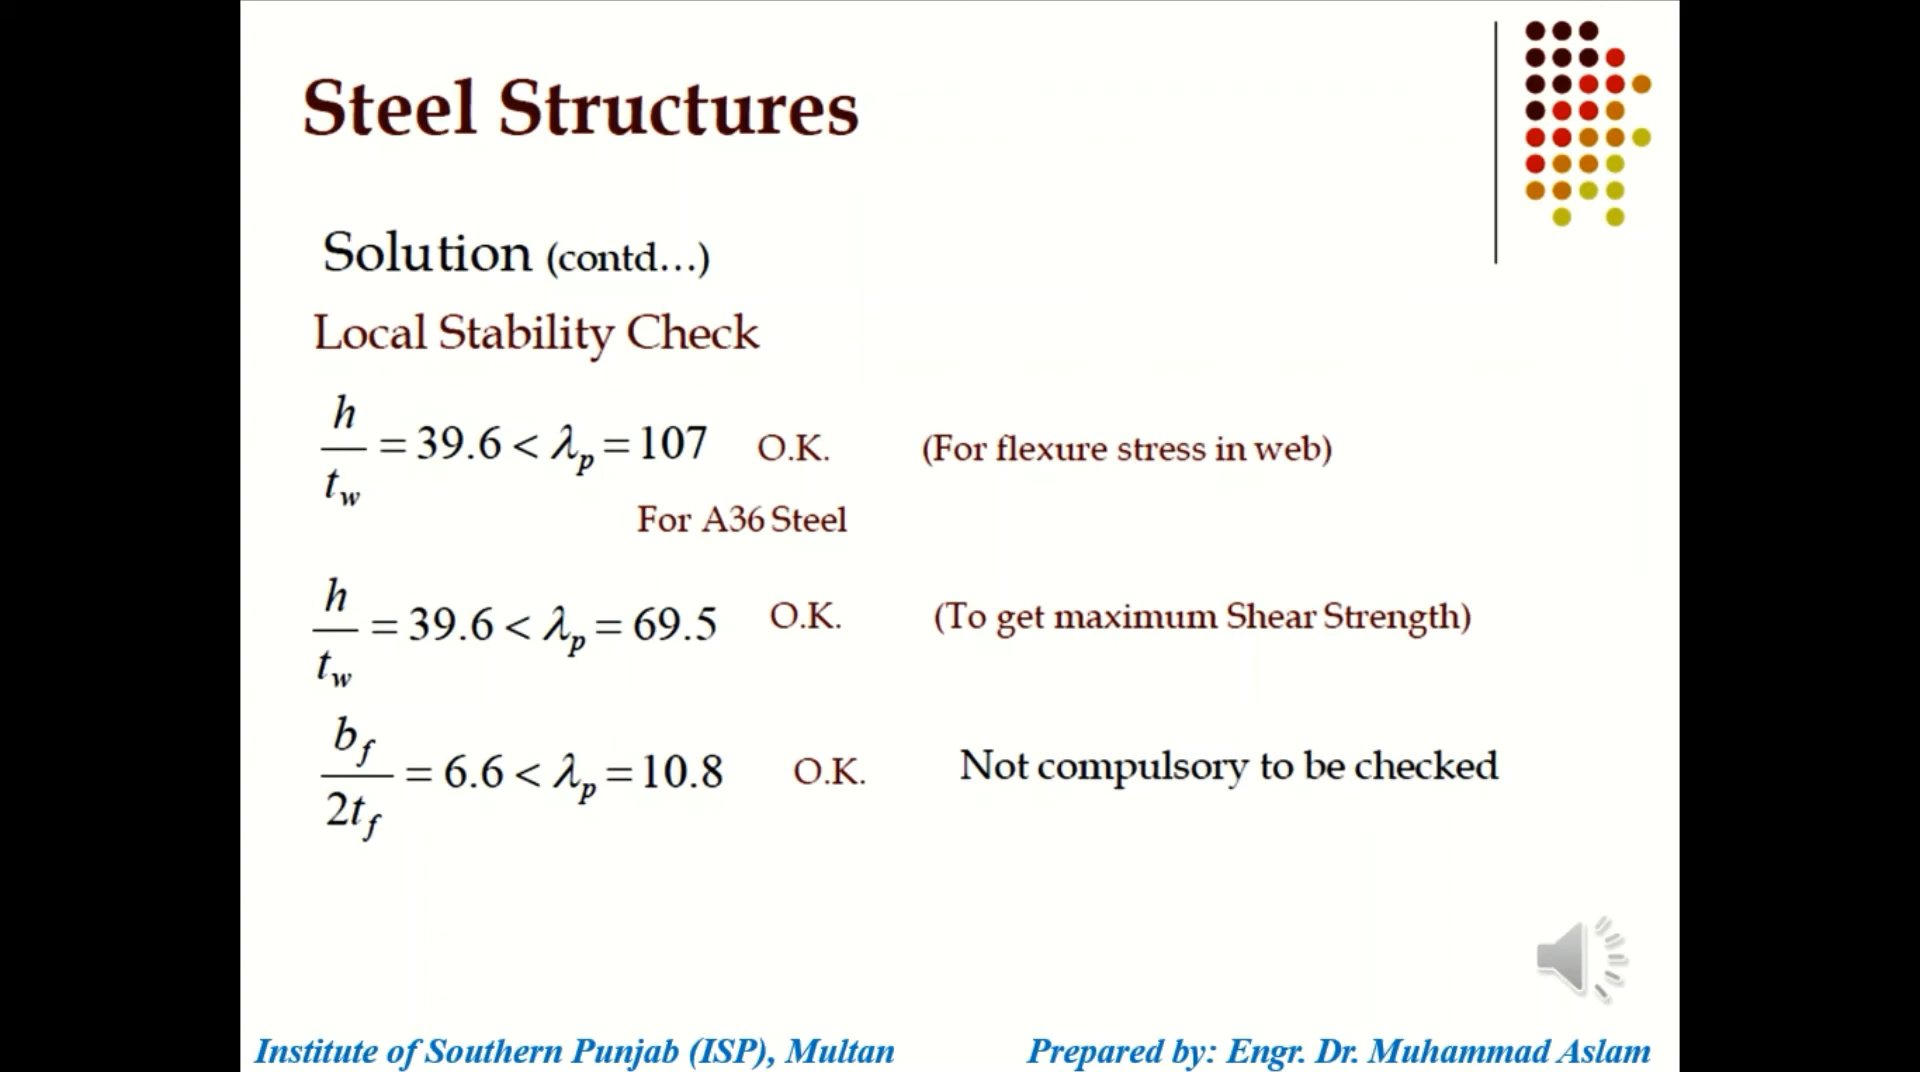 Steel Structures
Solution (contd...)
Local Stability Check
h/t_w = 39.6 < λ_p = 107 O.K. (For flexure stress in web)
For A36 Steel
h/t_w = 39.6 < λ_p = 69.5 O.K. (To get maximum Shear Strength)
b_f/2t_f = 6.6 < λ_p = 10.8 O.K. Not compulsory to be checked
Institute of Southern Punjab (ISP), Multan Prepared by: Engr. Dr. Muhammad Aslam